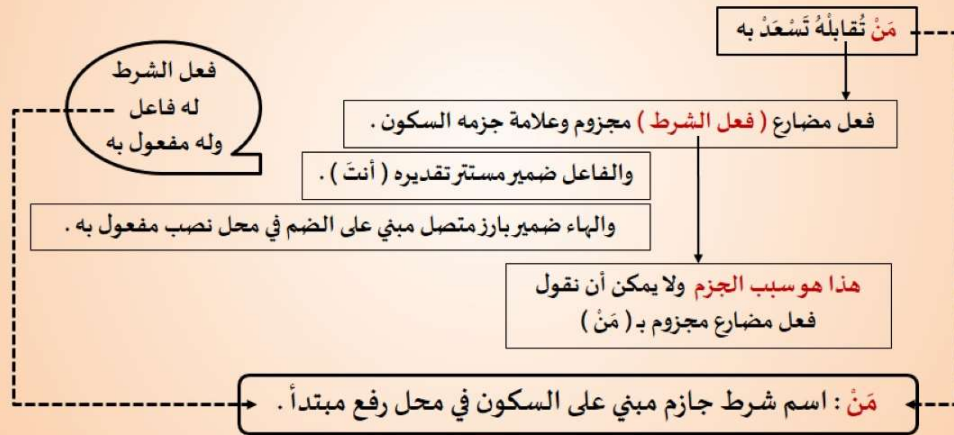 مَنْ تُقابلْهُ تَسْعَدْ به
فعل الشرط
له فاعل
وله مفعول به
فعل مضارع ( فعل الشرط ) مجزوم وعلامة جزمه السكون .
والفاعل ضمير مستتر تقديره ( أنتَ ) .
والهاء ضمير بارز متصل مبني على الضم في محل نصب مفعول به .
هذا هو سبب الجزم ولا يمكن أن نقول
فعل مضارع مجزوم بـ ( مَنْ )
مَنْ : اسم شرط جازم مبني على السكون في محل رفع مبتدأ .